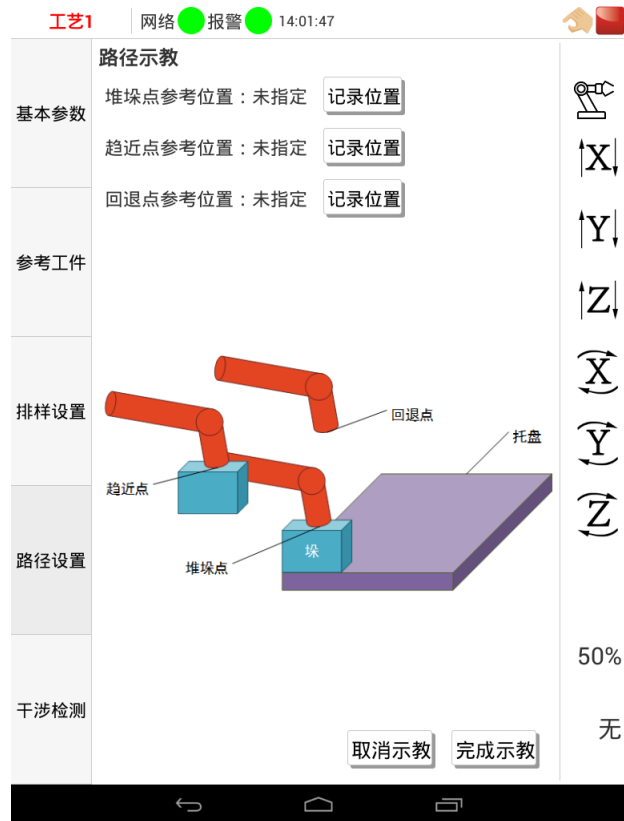 工艺1 网络 报警 14:01:47
路径示教
堆垛点参考位置：未指定 记录位置
趋近点参考位置：未指定 记录位置
回退点参考位置：未指定 记录位置
基本参数
参考工件
排样设置
路径设置
干涉检测
回退点
托盘
趋近点
垛
堆垛点
取消示教 完成示教
X
Y
Z
X
Y
Z
50%
无